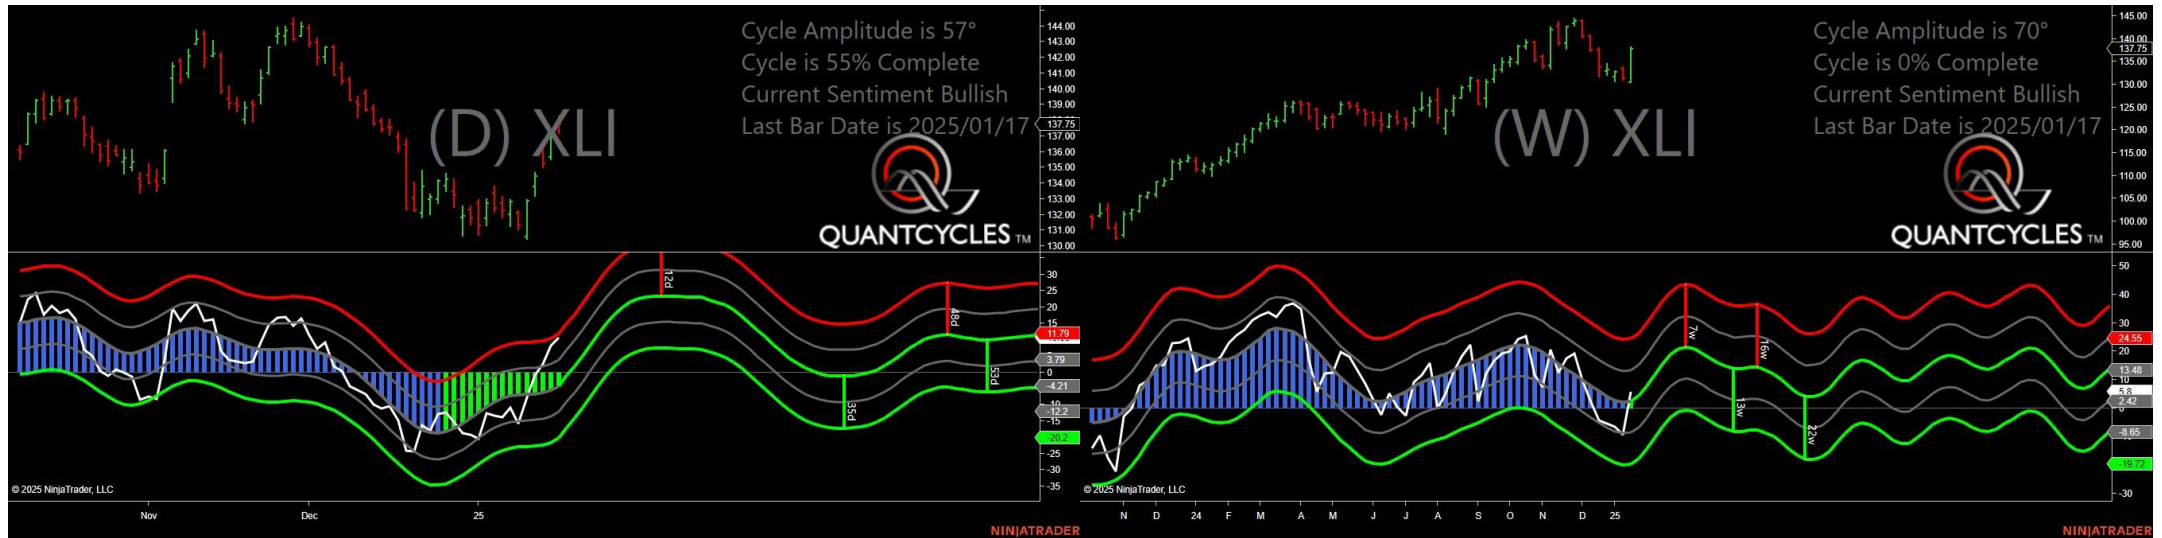 Cycle Amplitude is 57°
Cycle is 55% Complete
Current Sentiment Bullish
Last Bar Date is 2025/01/17
(D) XLI
QUANTCYCLES TM
144.00
143.00
142.00
141.00
140.00
139.00
137.75
137.00
136.00
135.00
134.00
133.00
132.00
131.00
130.00
12d
48d
35d
53d
30
25
20
15
11.79
3.79
0
-4.21
-12.2
-15
-20.2
-25
-30
-35
© 2025 NinjaTrader, LLC
Nov
Dec
25
NINJATRADER
Cycle Amplitude is 70°
Cycle is 0% Complete
Current Sentiment Bullish
Last Bar Date is 2025/01/17
(W) XLI
QUANTCYCLES TM
145.00
140.00
137.75
135.00
130.00
125.00
120.00
115.00
110.00
105.00
100.00
95.00
7w
16w
13w
22w
50
40
30
24.55
20
13.48
10
5.8
2.42
-8.65
-19.72
-30
© 2025 NinjaTrader, LLC
N D 24 F M A M J J A S O N D 25
NINJATRADER